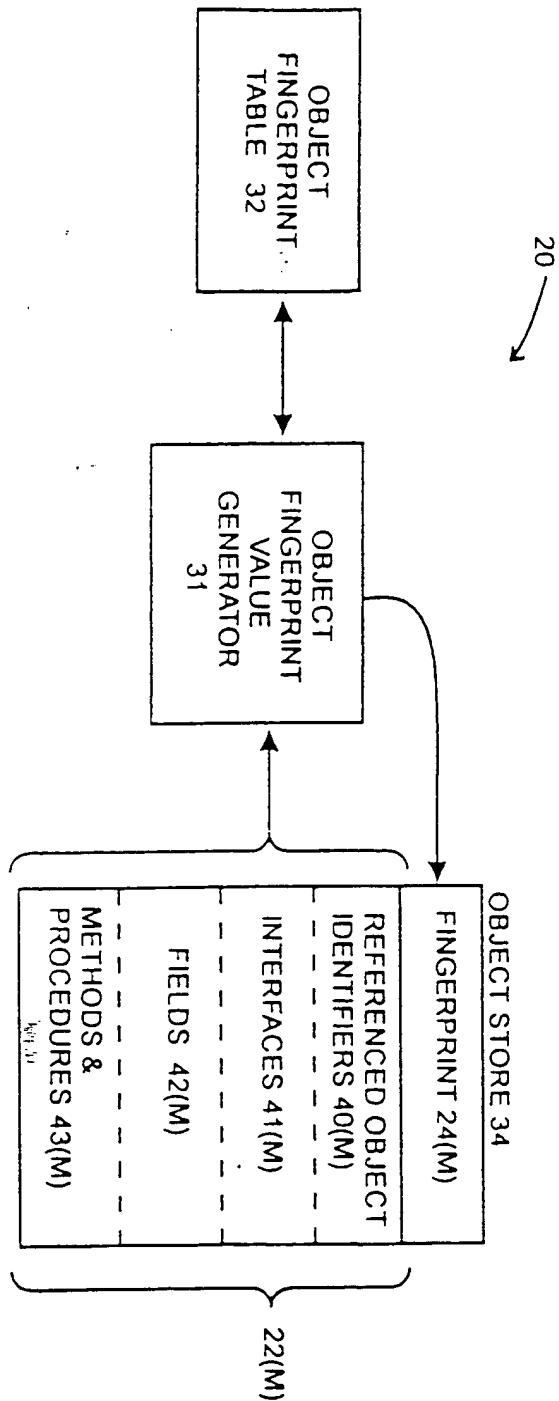 20
OBJECT
FINGERPRINT
TABLE 32
OBJECT
FINGERPRINT
VALUE
GENERATOR
31
OBJECT STORE 34
FINGERPRINT 24(M)
REFERENCED OBJECT
IDENTIFIERS 40(M)
INTERFACES 41(M)
FIELDS 42(M)
METHODS &
PROCEDURES 43(M)
22(M)